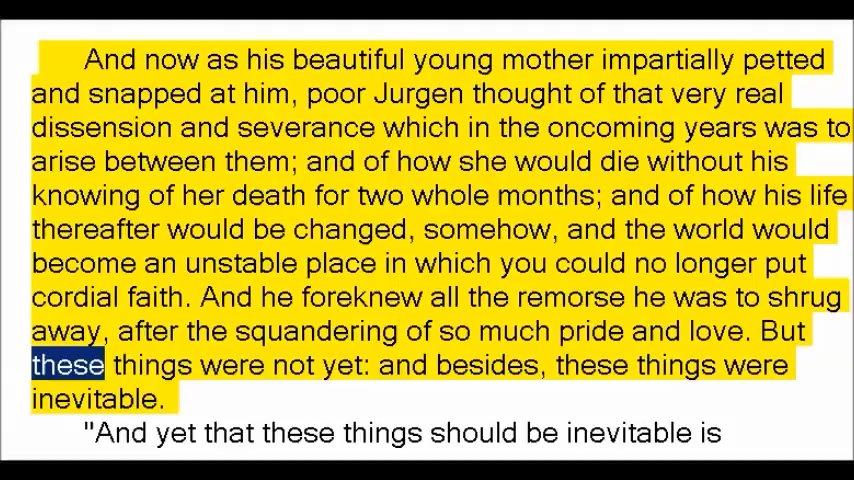 And now as his beautiful young mother impartially petted
and snapped at him, poor Jurgen thought of that very real
dissension and severance which in the oncoming years was to
arise between them; and of how she would die without his
knowing of her death for two whole months; and of how his life
thereafter would be changed, somehow, and the world would
become an unstable place in which you could no longer put
cordial faith. And he foreknew all the remorse he was to shrug
away, after the squandering of so much pride and love. But
these things were not yet: and besides, these things were
inevitable.
"And yet that these things should be inevitable is